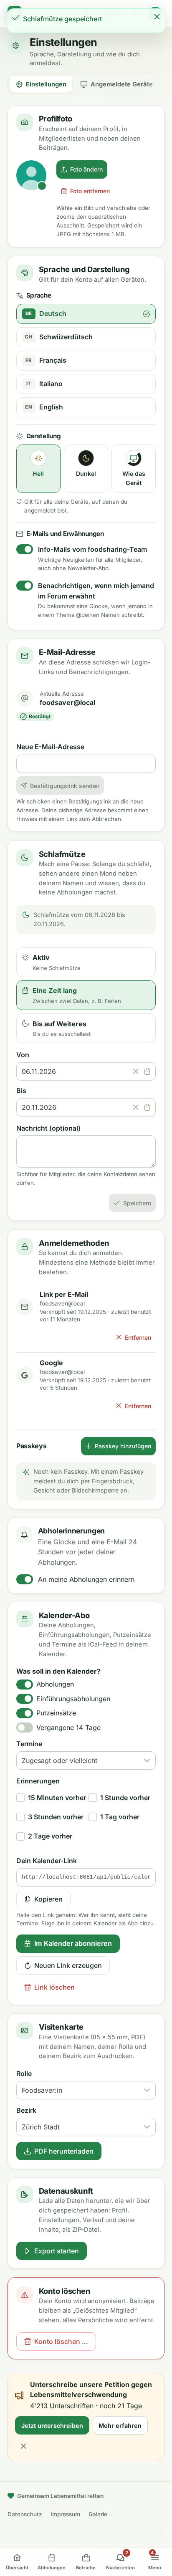 Schlafmütze gespeichert
Einstellungen
Sprache, Darstellung und wie du dich
anmeldest.
Einstellungen
Angemeldete Geräte
Profilfoto
Erscheint auf deinem Profil, in
Mitgliederlisten und neben deinen
Beiträgen.
Foto ändern
Foto entfernen
Wähle ein Bild und verschiebe oder
zoome den quadratischen
Ausschnitt. Gespeichert wird ein
JPEG mit höchstens 1 MB.
Sprache und Darstellung
Gilt für dein Konto auf allen Geräten.
Sprache
DE Deutsch
CH Schwiizerdütsch
FR Français
IT Italiano
EN English
Darstellung
Hell
Dunkel
Wie das
Gerät
Gilt für alle deine Geräte, auf denen du
angemeldet bist.
E-Mails und Erwähnungen
Info-Mails vom foodsharing-Team
Wichtige Neuigkeiten für alle Mitglieder,
auch ohne Newsletter-Abo.
Benachrichtigen, wenn mich jemand
im Forum erwähnt
Du bekommst eine Glocke, wenn jemand in
einem Thema @deinen Namen schreibt.
E-Mail-Adresse
An diese Adresse schicken wir Login-
Links und Benachrichtigungen.
Aktuelle Adresse
foodsaver@local
Bestätigt
Neue E-Mail-Adresse
Bestätigungslink senden
Wir schicken einen Bestätigungslink an die neue
Adresse. Deine bisherige Adresse bekommt einen
Hinweis mit einem Link zum Abbrechen.
Schlafmütze
Mach eine Pause: Solange du schläfst,
sehen andere einen Mond neben
deinem Namen und wissen, dass du
keine Abholungen machst.
Schlafmütze vom 06.11.2026 bis
20.11.2026.
Aktiv
Keine Schlafmütze
Eine Zeit lang
Zwischen zwei Daten, z. B. Ferien
Bis auf Weiteres
Bis du es ausschaltest
Von
06.11.2026
Bis
20.11.2026
Nachricht (optional)
Sichtbar für Mitglieder, die deine Kontaktdaten sehen
dürfen.
Speichern
Anmeldemethoden
So kannst du dich anmelden.
Mindestens eine Methode bleibt immer
bestehen.
Link per E-Mail
foodsaver@local
Verknüpft seit 19.12.2025 · zuletzt benutzt
vor 11 Monaten
Entfernen
Google
foodsaver@local
Verknüpft seit 19.12.2025 · zuletzt benutzt
vor 5 Stunden
Entfernen
Passkeys
Passkey hinzufügen
Noch kein Passkey. Mit einem Passkey
meldest du dich per Fingerabdruck,
Gesicht oder Bildschirmsperre an.
Abholerinnerungen
Eine Glocke und eine E-Mail 24
Stunden vor jeder deiner
Abholungen.
An meine Abholungen erinnern
Kalender-Abo
Deine Abholungen,
Einführungsabholungen, Putzeinsätze
und Termine als iCal-Feed in deinem
Kalender.
Was soll in den Kalender?
Abholungen
Einführungsabholungen
Putzeinsätze
Vergangene 14 Tage
Termine
Zugesagt oder vielleicht
Erinnerungen
15 Minuten vorher
1 Stunde vorher
3 Stunden vorher
1 Tag vorher
2 Tage vorher
Dein Kalender-Link
http://localhost:8081/api/public/calen
Kopieren
Halte den Link geheim: Wer ihn kennt, sieht deine
Termine. Füge ihn in deinem Kalender als Abo hinzu.
Im Kalender abonnieren
Neuen Link erzeugen
Link löschen
Visitenkarte
Eine Visitenkarte (85 × 55 mm, PDF)
mit deinem Namen, deiner Rolle und
deinem Bezirk zum Ausdrucken.
Rolle
Foodsaver:in
Bezirk
Zürich Stadt
PDF herunterladen
Datenauskunft
Lade alle Daten herunter, die wir über
dich gespeichert haben: Profil,
Einstellungen, Verlauf und deine
Inhalte, als ZIP-Datei.
Export starten
Konto löschen
Dein Konto wird anonymisiert. Beiträge
bleiben als „Gelöschtes Mitglied“
stehen, alles Persönliche wird entfernt.
Konto löschen ...
Unterschreibe unsere Petition gegen
Lebensmittelverschwendung
4'213 Unterschriften · noch 21 Tage
Jetzt unterschreiben
Mehr erfahren
Gemeinsam Lebensmittel retten
Datenschutz Impressum Galerie
2
4
Übersicht Abholungen Betriebe Nachrichten Menü